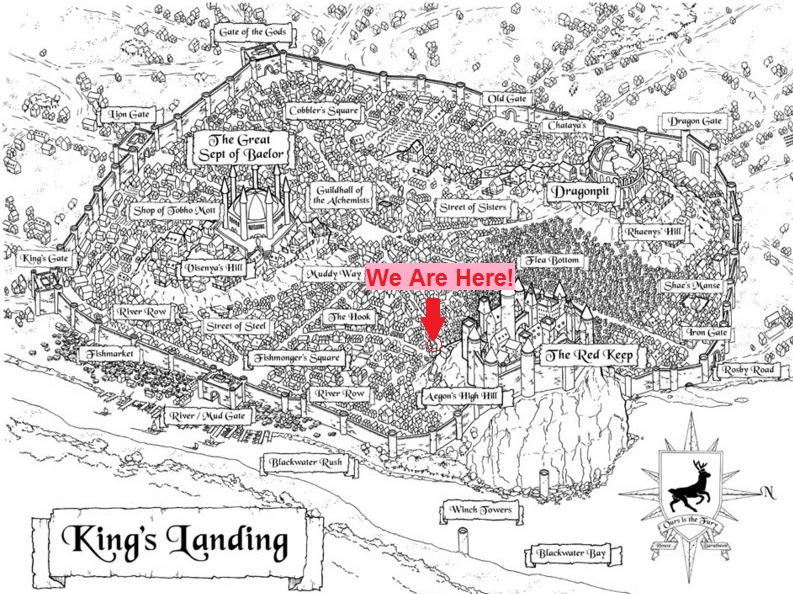 Gate of the Gods
Old Gate
Lion Gate
Cobbler's Square
Chataya's
Dragon Gate
The Great
Sept of Baelor
Guildhall of
the Alchemists
Dragonpit
Shop of Tobho Mott
Street of Sisters
Rhaenys' Hill
King's Gate
Visenya's Hill
Muddy Way
We Are Here!
Flea Bottom
Shae's Manse
River Row
Street of Steel
The Hook
Iron Gate
Fishmarket
Fishmonger's Square
The Red Keep
Rosby Road
River Row
Aegon's High Hill
River / Mud Gate
Blackwater Rush
N
Winch Towers
Ours is the Fury
House Baratheon
King's Landing
Blackwater Bay